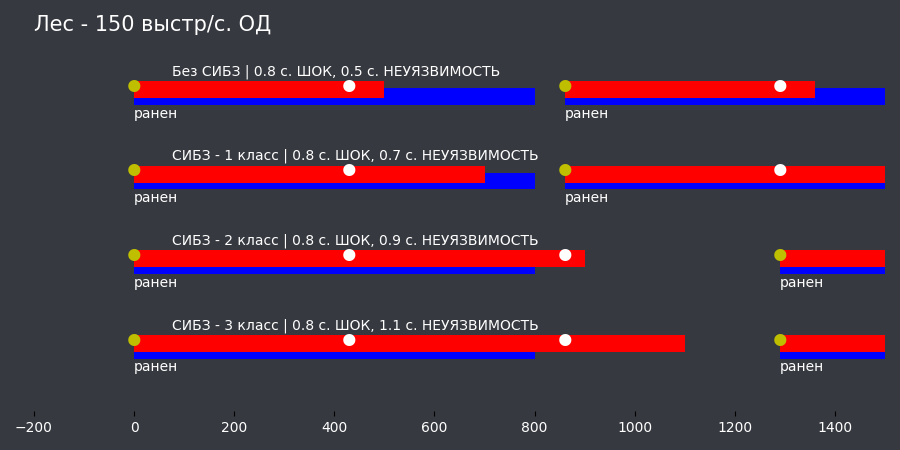 Лес - 150 выстр/с. ОД
Без СИБЗ | 0.8 с. ШОК, 0.5 с. НЕУЯЗВИМОСТЬ
ранен ранен
СИБЗ - 1 класс | 0.8 с. ШОК, 0.7 с. НЕУЯЗВИМОСТЬ
ранен ранен
СИБЗ - 2 класс | 0.8 с. ШОК, 0.9 с. НЕУЯЗВИМОСТЬ
ранен ранен
СИБЗ - 3 класс | 0.8 с. ШОК, 1.1 с. НЕУЯЗВИМОСТЬ
ранен ранен
−200 0 200 400 600 800 1000 1200 1400